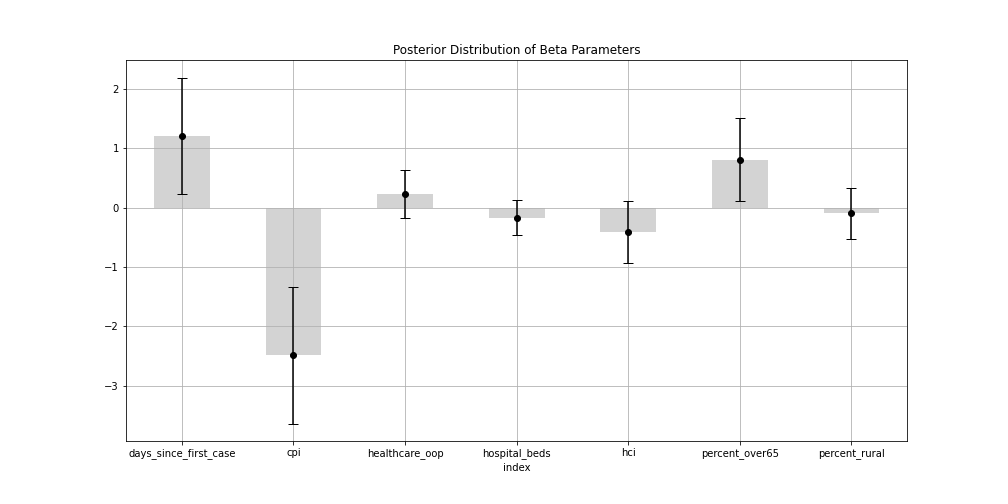 Posterior Distribution of Beta Parameters
2
1
0
−1
−2
−3
days_since_first_case cpi healthcare_oop hospital_beds hci percent_over65 percent_rural
index